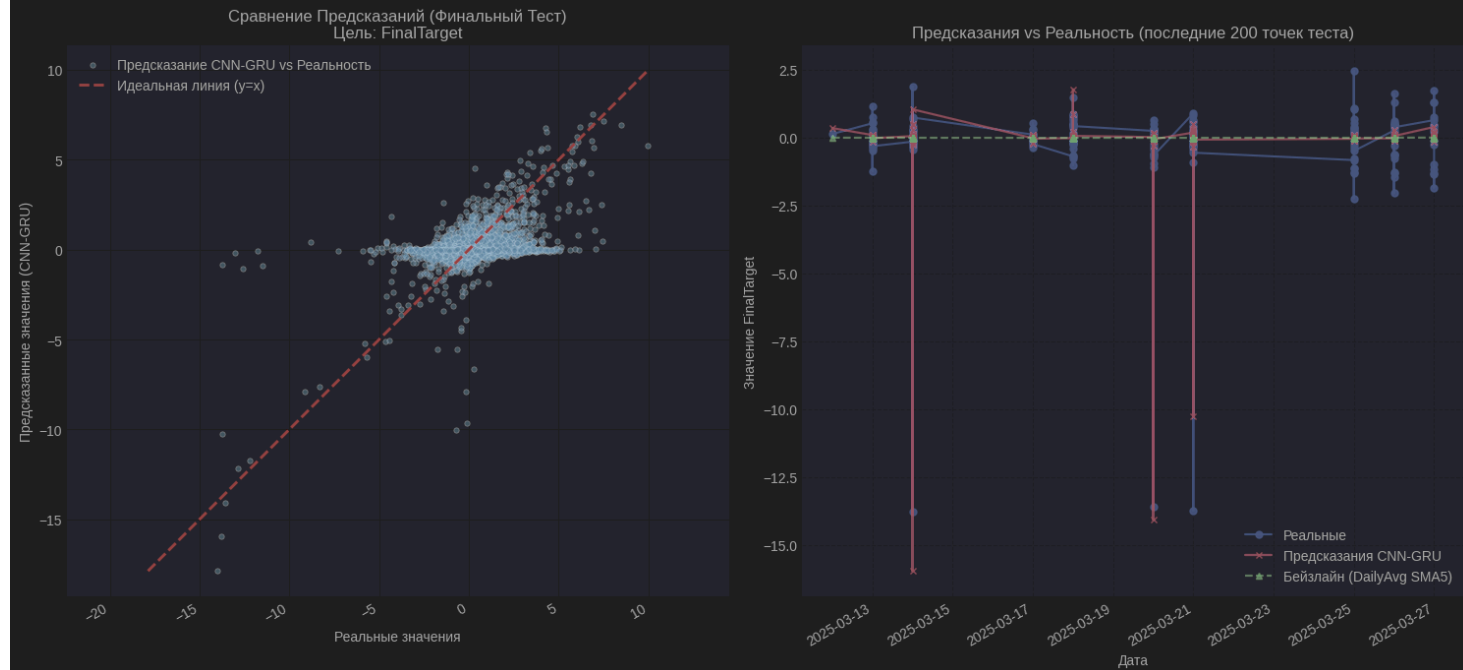 Сравнение Предсказаний (Финальный Тест)
Цель: FinalTarget
Предсказание CNN-GRU vs Реальность
Идеальная линия (y=x)
Предсказанные значения (CNN-GRU)
10
5
0
−5
−10
−15
−20
−15
−10
−5
0
5
10
Реальные значения
Предсказания vs Реальность (последние 200 точек теста)
Значение FinalTarget
2.5
0.0
−2.5
−5.0
−7.5
−10.0
−12.5
−15.0
Реальные
Предсказания CNN-GRU
Бейзлайн (DailyAvg SMA5)
2025-03-13
2025-03-15
2025-03-17
2025-03-19
2025-03-21
2025-03-23
2025-03-25
2025-03-27
Дата